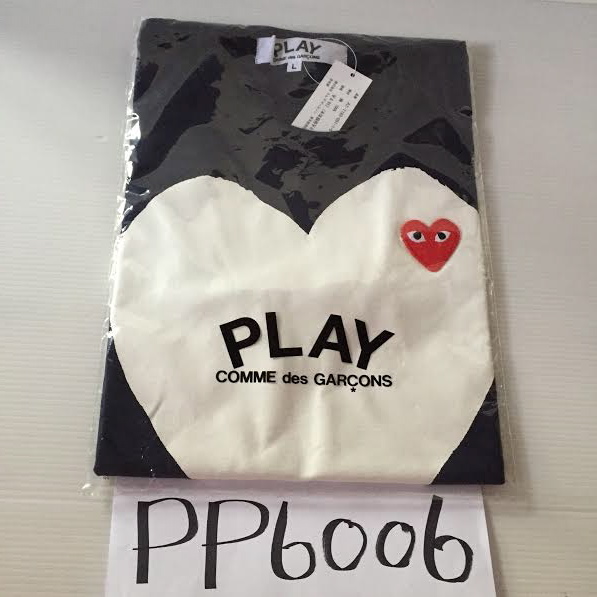 PLAY
COMME des GARÇONS
L
PLAY
COMME des GARÇONS
PP6006